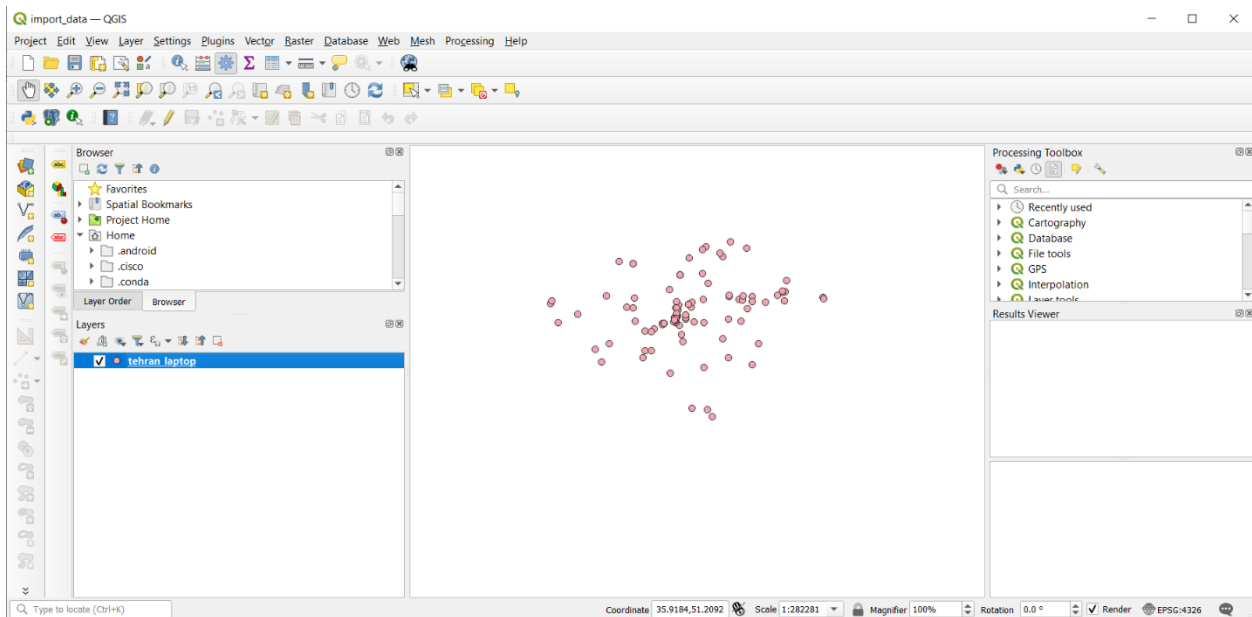 import_data — QGIS
Project Edit View Layer Settings Plugins Vector Raster Database Web Mesh Processing Help
Browser
Favorites
Spatial Bookmarks
Project Home
Home
.android
.cisco
.conda
Layer Order Browser
Layers
tehran_laptop
Processing Toolbox
Search...
Recently used
Cartography
Database
File tools
GPS
Interpolation
Layer tools
Results Viewer
Type to locate (Ctrl+K)
Coordinate 35.9184,51.2092 Scale 1:282281 Magnifier 100% Rotation 0.0 ° Render EPSG:4326